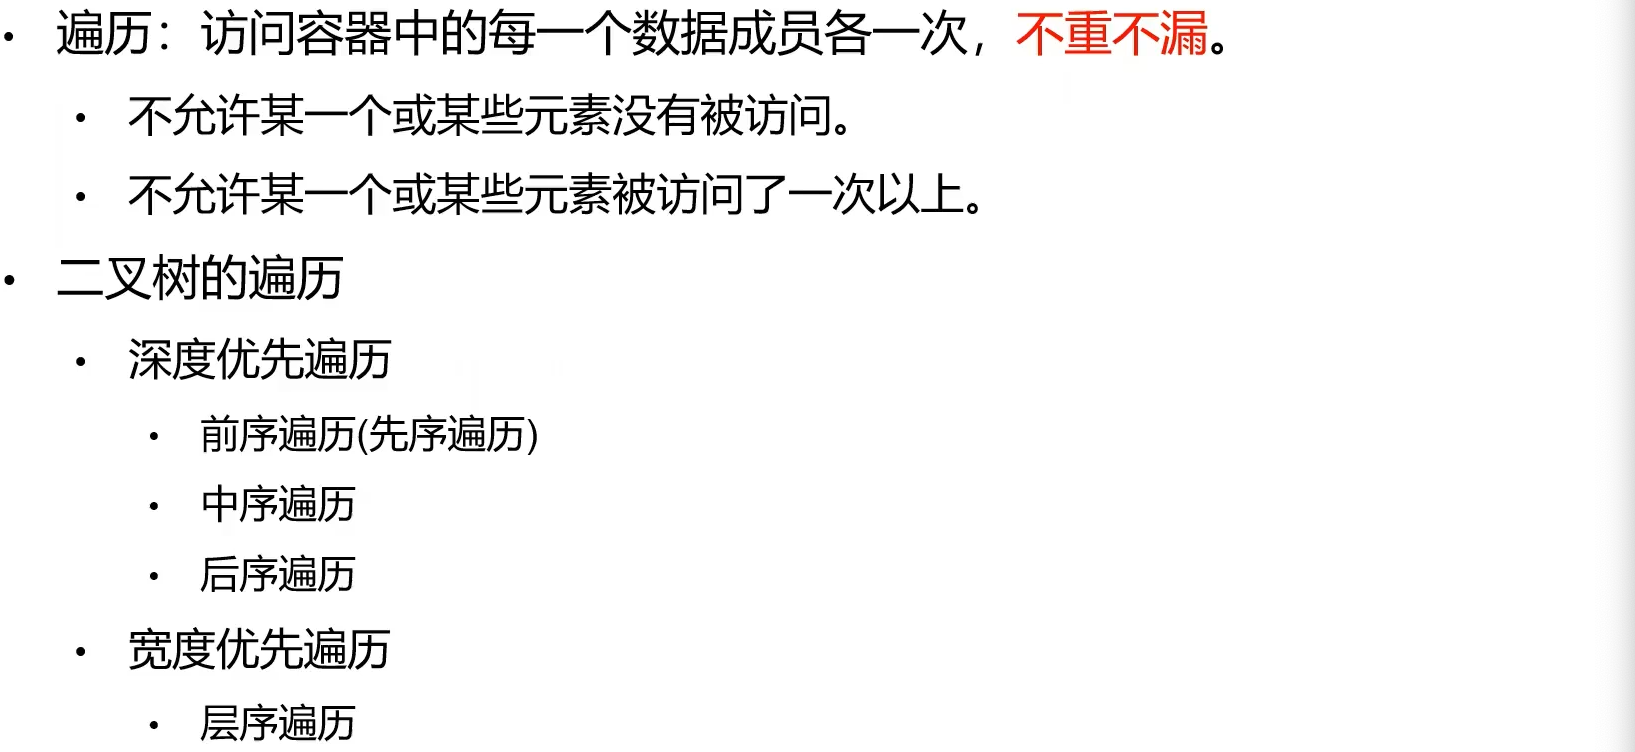 • 遍历：访问容器中的每一个数据成员各一次，不重不漏。
• 不允许某一个或某些元素没有被访问。
• 不允许某一个或某些元素被访问了一次以上。
• 二叉树的遍历
• 深度优先遍历
• 前序遍历(先序遍历)
• 中序遍历
• 后序遍历
• 宽度优先遍历
• 层序遍历